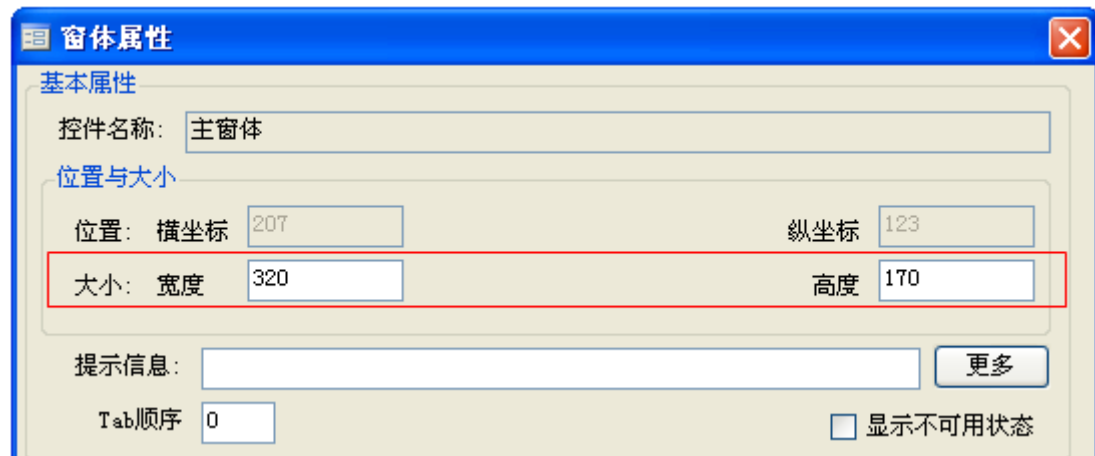 窗体属性
基本属性
控件名称: 主窗体
位置与大小
位置: 横坐标 207 纵坐标 123
大小: 宽度 320 高度 170
提示信息: 更多
Tab顺序 0 显示不可用状态